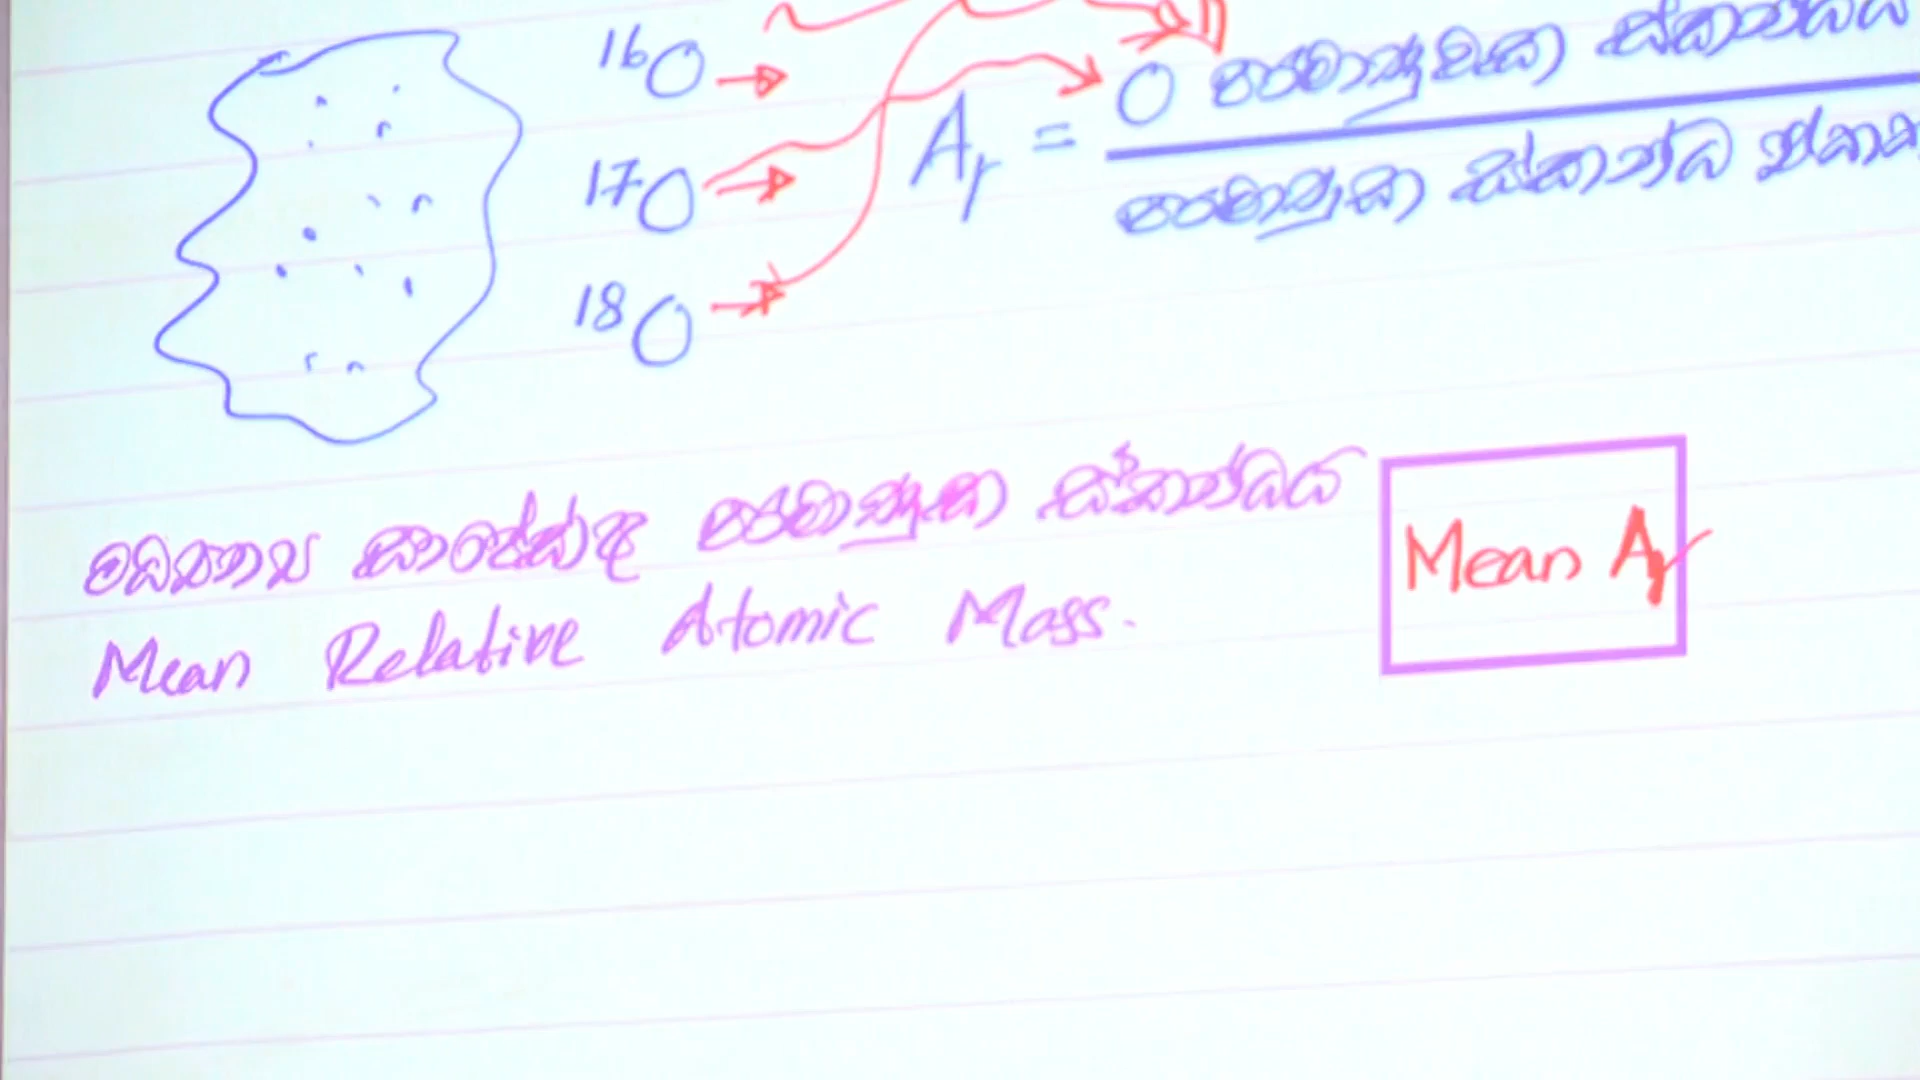 16O
17O
18O
Ar = O පරමාණුවක ස්කන්ධය
පරමාණුක ස්කන්ධ ඒකක
මධ්‍යන්‍ය සාපේක්ෂ පරමාණුක ස්කන්ධය
Mean Relative Atomic Mass.
Mean Ar